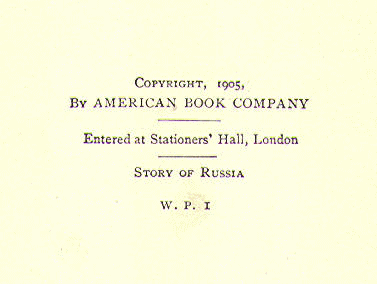 COPYRIGHT, 1905,
BY AMERICAN BOOK COMPANY
Entered at Stationers' Hall, London
STORY OF RUSSIA
W. P. I